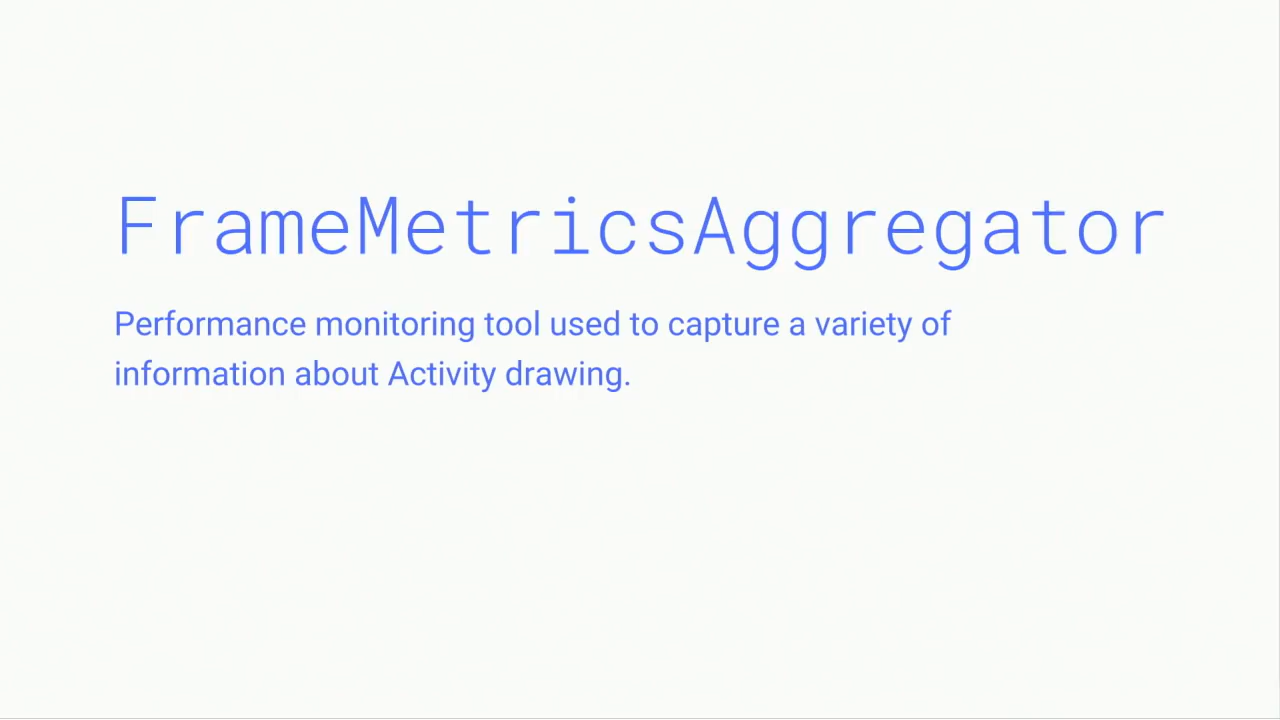 FrameMetricsAggregator
Performance monitoring tool used to capture a variety of
information about Activity drawing.